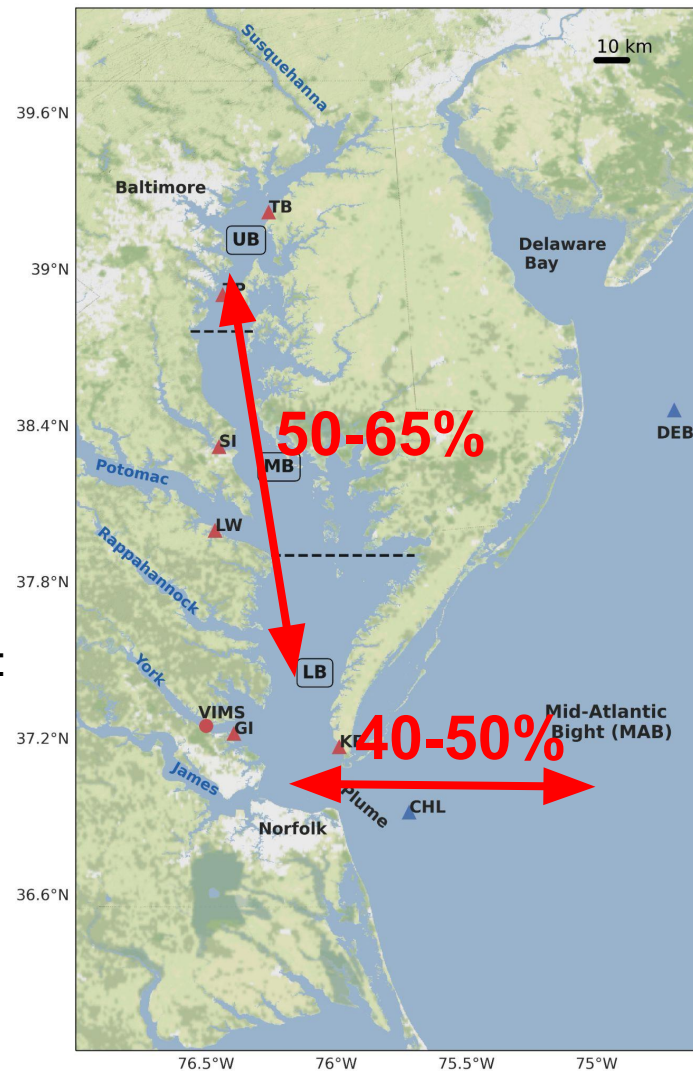 10 km
Susquehanna
39.6°N
Baltimore
TB
UB
Delaware
Bay
39°N
38.4°N
50-65%
DEB
SI
MB
Potomac
LW
Rappahannock
37.8°N
LB
York
VIMS
GI
Mid-Atlantic
Bight (MAB)
37.2°N
40-50%
James
Plume
CHL
Norfolk
36.6°N
76.5°W
76°W
75.5°W
75°W